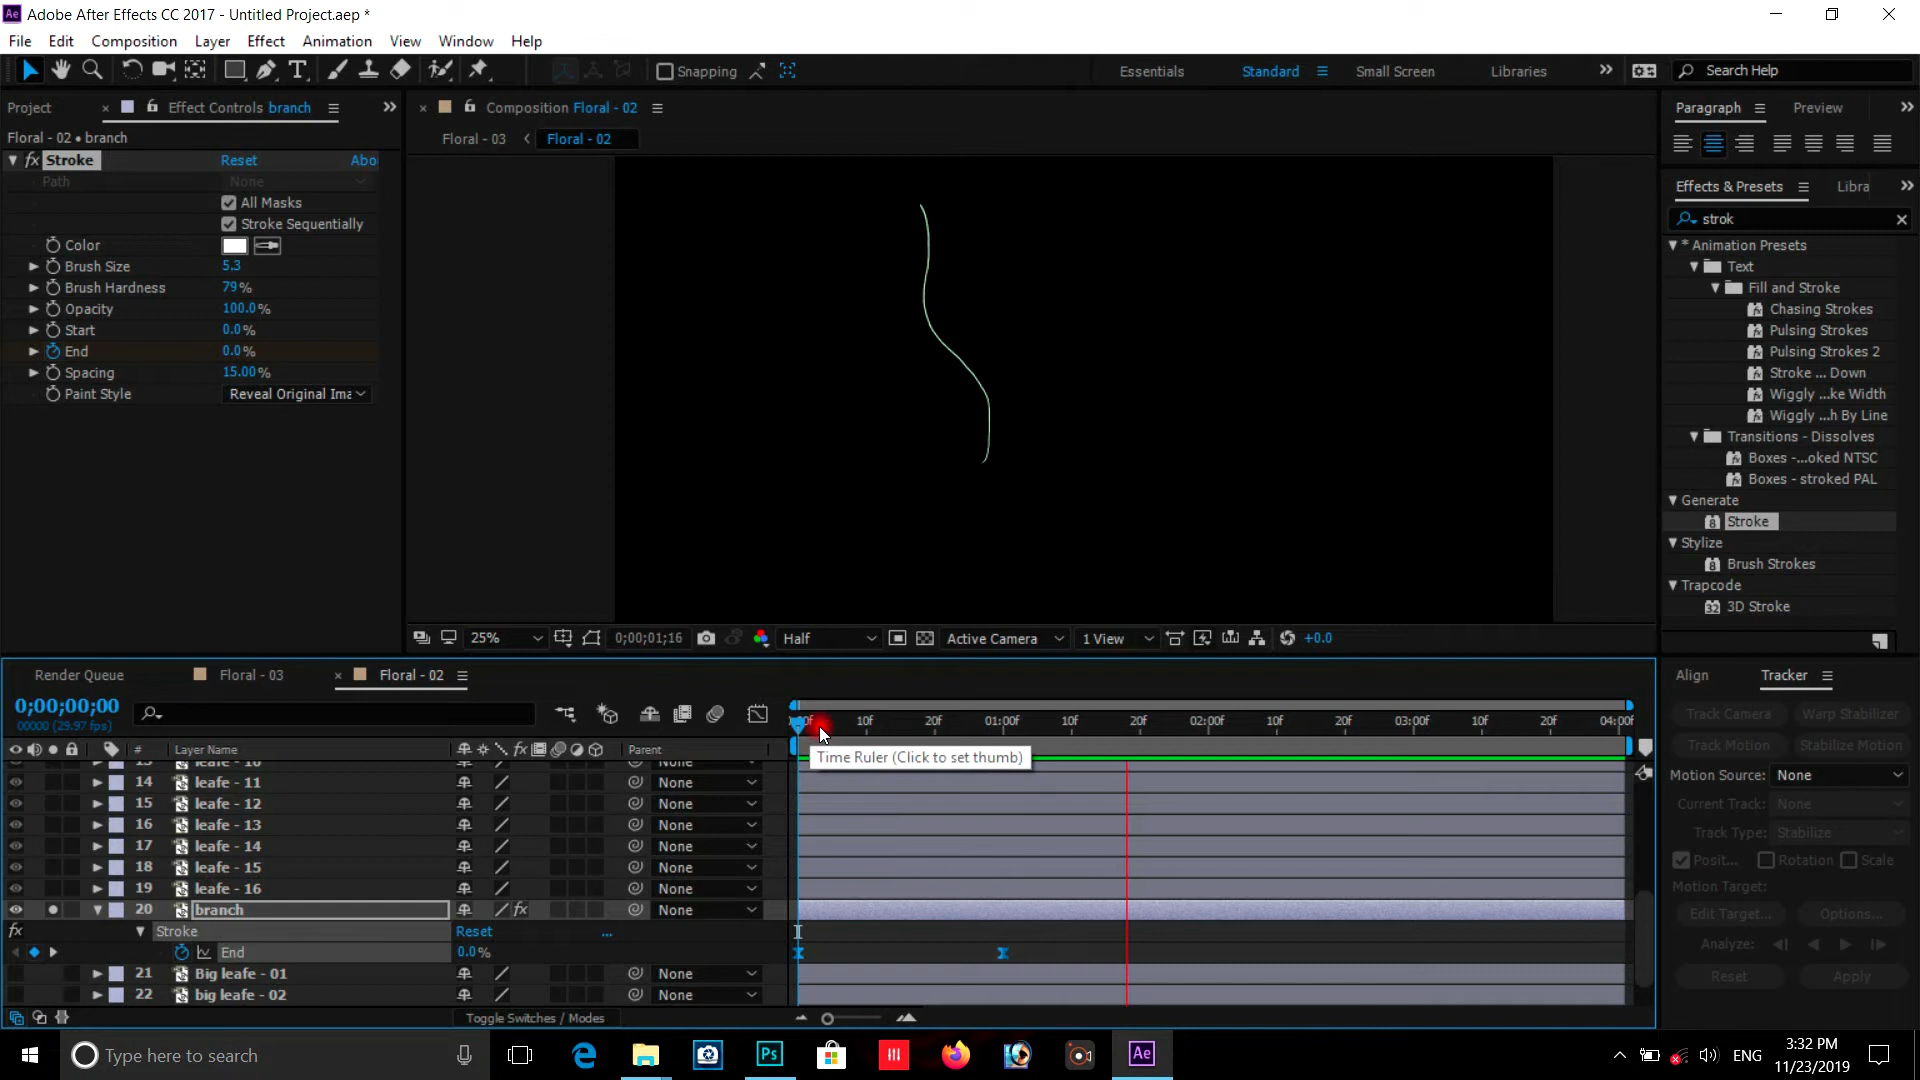 Adobe After Effects CC 2017 - Untitled Project.aep *
File Edit Composition Layer Effect Animation View Window Help
Snapping Essentials Standard Small Screen Libraries Search Help
Project Effect Controls branch Composition Floral - 02 Paragraph Preview
Floral - 02 • branch Floral - 03 Floral - 02
fx Stroke Reset Abo
Path None
All Masks
Stroke Sequentially
Color
Brush Size 5.3
Brush Hardness 79%
Opacity 100.0%
Start 0.0%
End 0.0%
Spacing 15.00%
Paint Style Reveal Original Ima
Effects & Presets Libra
strok
* Animation Presets
Text
Fill and Stroke
Chasing Strokes
Pulsing Strokes
Pulsing Strokes 2
Stroke ... Down
Wiggly ...ke Width
Wiggly ...h By Line
Transitions - Dissolves
Boxes -...oked NTSC
Boxes - stroked PAL
Generate
Stroke
Stylize
Brush Strokes
Trapcode
3D Stroke
25% 0;00;01;16 Half Active Camera 1 View +0.0
Render Queue Floral - 03 Floral - 02
0;00;00;00
00000 (29.97 fps)
10f 20f 01:00f 10f 20f 02:00f 10f 20f 03:00f 10f 20f 04:00f
# Layer Name fx Parent
Time Ruler (Click to set thumb)
leafe - 10 None
14 leafe - 11 None
15 leafe - 12 None
16 leafe - 13 None
17 leafe - 14 None
18 leafe - 15 None
19 leafe - 16 None
20 branch fx None
fx Stroke Reset ...
End 0.0%
21 Big leafe - 01 None
22 big leafe - 02 None
Toggle Switches / Modes
Align Tracker
Track Camera Warp Stabilizer
Track Motion Stabilize Motion
Motion Source: None
Current Track: None
Track Type: Stabilize
Posit... Rotation Scale
Motion Target:
Edit Target... Options...
Analyze:
Reset Apply
Type here to search Ps Ae ENG 3:32 PM
11/23/2019